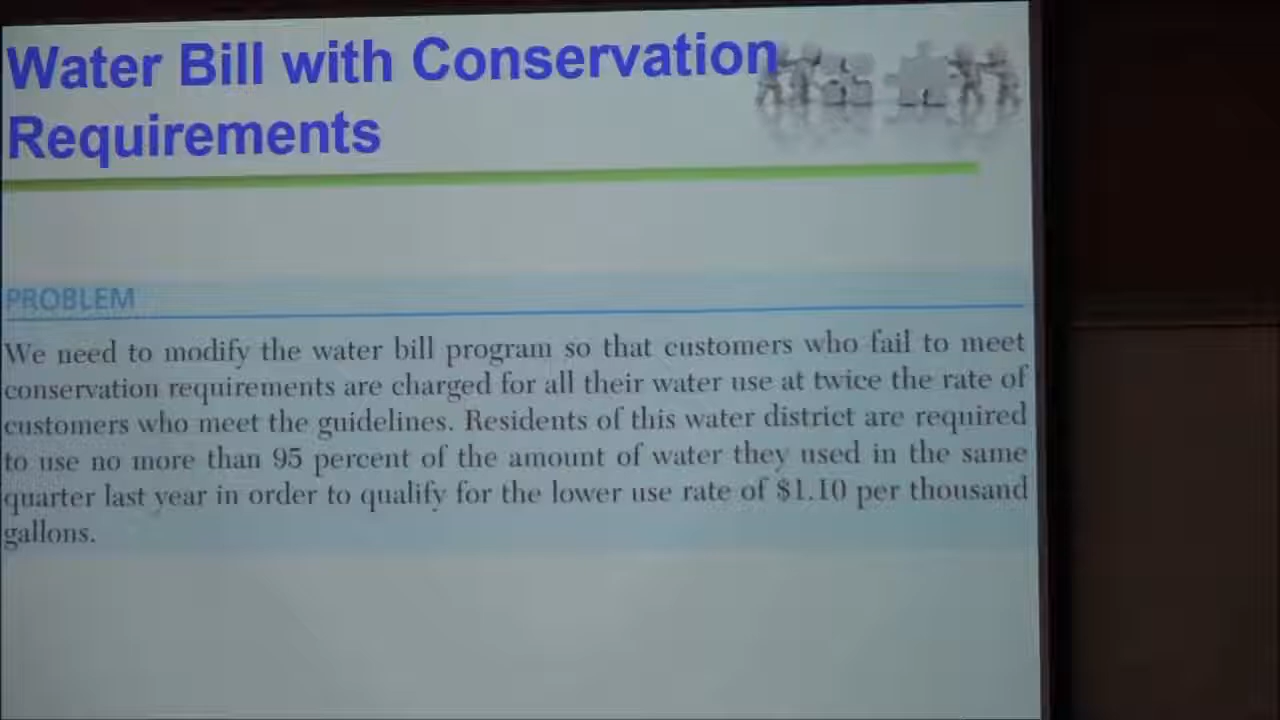 Water Bill with Conservation
Requirements
PROBLEM
We need to modify the water bill program so that customers who fail to meet
conservation requirements are charged for all their water use at twice the rate of
customers who meet the guidelines. Residents of this water district are required
to use no more than 95 percent of the amount of water they used in the same
quarter last year in order to qualify for the lower use rate of $1.10 per thousand
gallons.